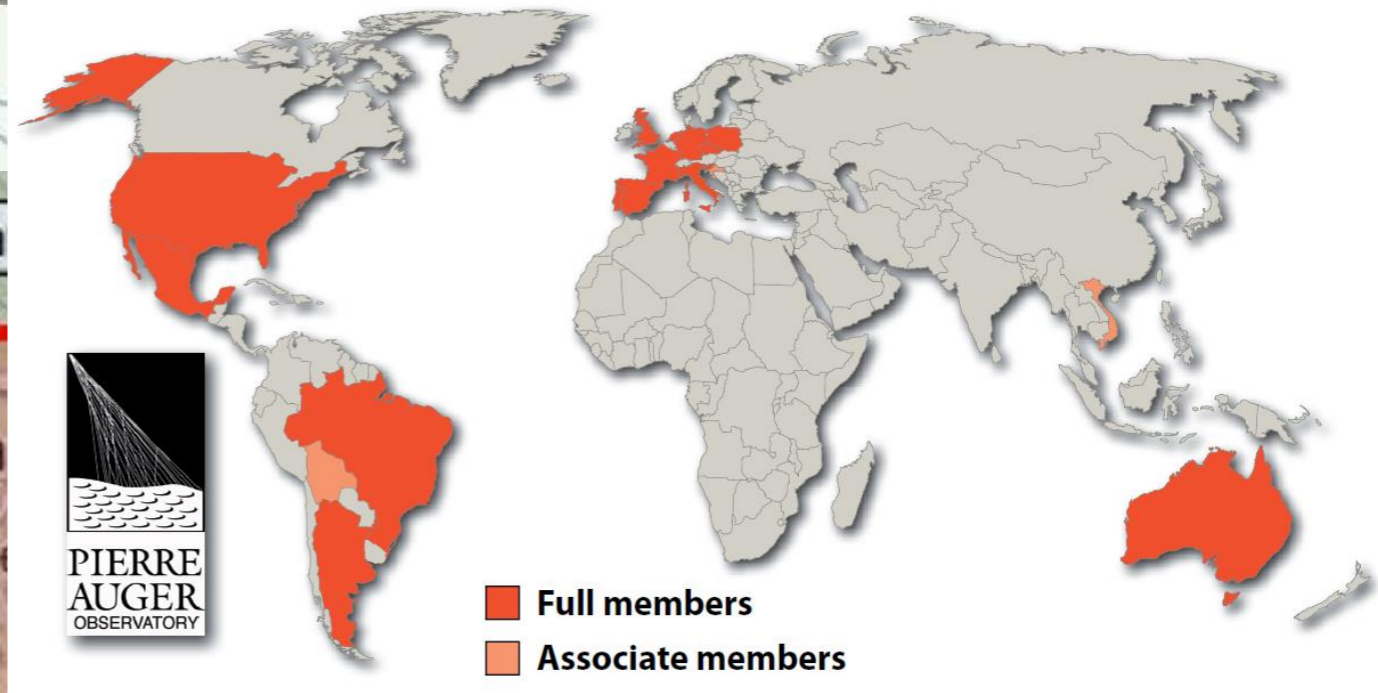 PIERRE
AUGER
OBSERVATORY
Full members
Associate members